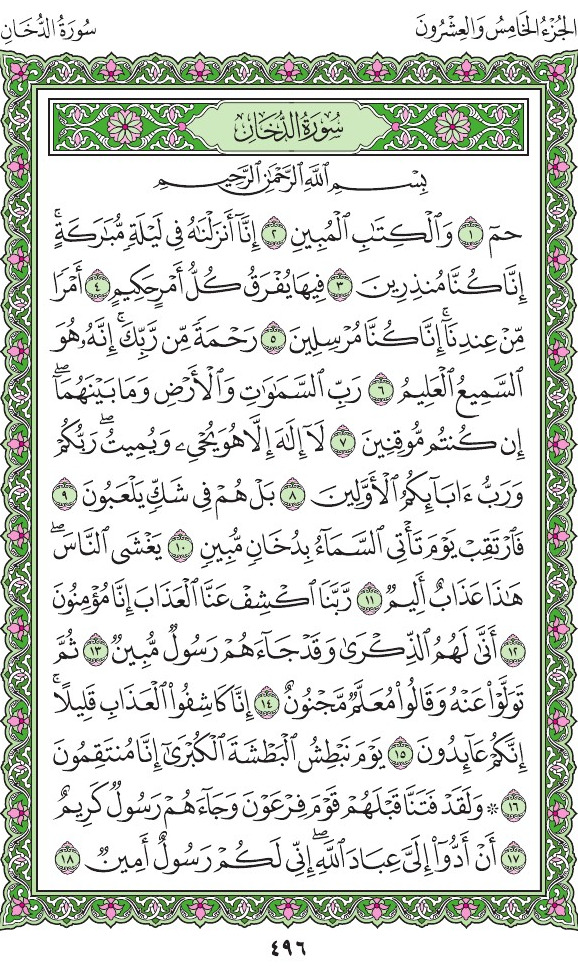 الجُزْءُ الخَامِسُ وَالعِشْرُونَ
سُورَةُ الدُّخَانِ
سُورَةُ الدُّخَانِ
بِسْمِ ٱللَّهِ ٱلرَّحْمَٰنِ ٱلرَّحِيمِ
حمٓ ١ وَٱلْكِتَٰبِ ٱلْمُبِينِ ٢ إِنَّآ أَنزَلْنَٰهُ فِى لَيْلَةٍ مُّبَٰرَكَةٍ ۚ
إِنَّا كُنَّا مُنذِرِينَ ٣ فِيهَا يُفْرَقُ كُلُّ أَمْرٍ حَكِيمٍ ٤ أَمْرًا
مِّنْ عِندِنَآ ۚ إِنَّا كُنَّا مُرْسِلِينَ ٥ رَحْمَةً مِّن رَّبِّكَ ۚ إِنَّهُۥ هُوَ
ٱلسَّمِيعُ ٱلْعَلِيمُ ٦ رَبِّ ٱلسَّمَٰوَٰتِ وَٱلْأَرْضِ وَمَا بَيْنَهُمَآ ۖ
إِن كُنتُم مُّوقِنِينَ ٧ لَآ إِلَٰهَ إِلَّا هُوَ يُحْىِۦ وَيُمِيتُ ۖ رَبُّكُمْ
وَرَبُّ ءَابَآئِكُمُ ٱلْأَوَّلِينَ ٨ بَلْ هُمْ فِى شَكٍّ يَلْعَبُونَ ٩
فَٱرْتَقِبْ يَوْمَ تَأْتِى ٱلسَّمَآءُ بِدُخَانٍ مُّبِينٍ ١٠ يَغْشَى ٱلنَّاسَ ۖ
هَٰذَا عَذَابٌ أَلِيمٌ ١١ رَّبَّنَا ٱكْشِفْ عَنَّا ٱلْعَذَابَ إِنَّا مُؤْمِنُونَ
١٢ أَنَّىٰ لَهُمُ ٱلذِّكْرَىٰ وَقَدْ جَآءَهُمْ رَسُولٌ مُّبِينٌ ١٣ ثُمَّ
تَوَلَّوْا۟ عَنْهُ وَقَالُوا۟ مُعَلَّمٌ مَّجْنُونٌ ١٤ إِنَّا كَاشِفُوا۟ ٱلْعَذَابِ قَلِيلًا ۚ
إِنَّكُمْ عَآئِدُونَ ١٥ يَوْمَ نَبْطِشُ ٱلْبَطْشَةَ ٱلْكُبْرَىٰٓ إِنَّا مُنتَقِمُونَ
١٦ ۞ وَلَقَدْ فَتَنَّا قَبْلَهُمْ قَوْمَ فِرْعَوْنَ وَجَآءَهُمْ رَسُولٌ كَرِيمٌ
١٧ أَنْ أَدُّوٓا۟ إِلَىَّ عِبَادَ ٱللَّهِ ۖ إِنِّى لَكُمْ رَسُولٌ أَمِينٌ ١٨
٤٩٦